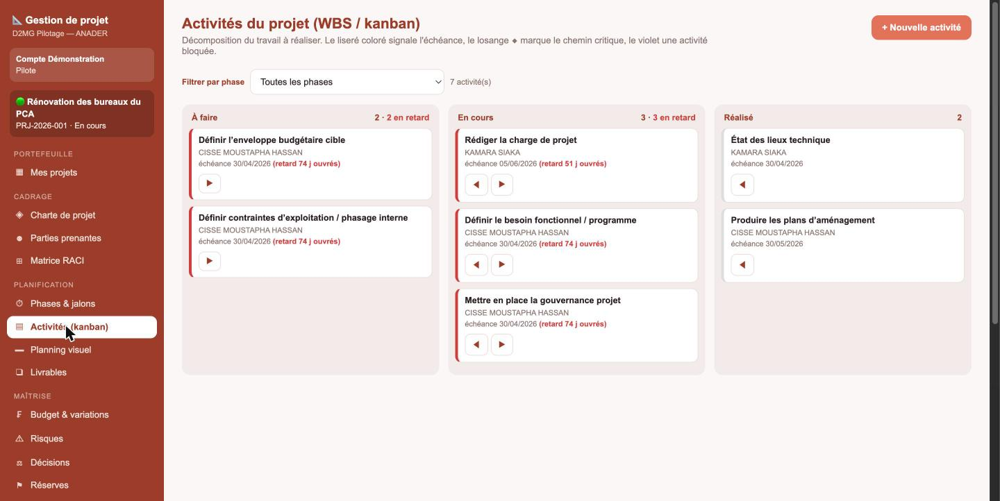 Gestion de projet
D2MG Pilotage — ANADER
Compte Démonstration
Pilote
Rénovation des bureaux du
PCA
PRJ-2026-001 · En cours
PORTEFEUILLE
Mes projets
CADRAGE
Charte de projet
Parties prenantes
Matrice RACI
PLANIFICATION
Phases & jalons
Activités (kanban)
Planning visuel
Livrables
MAÎTRISE
Budget & variations
Risques
Décisions
Réserves
Activités du projet (WBS / kanban)
Décomposition du travail à réaliser. Le liseré coloré signale l'échéance, le losange ◆ marque le chemin critique, le violet une activité
bloquée.
+ Nouvelle activité
Filtrer par phase
Toutes les phases
7 activité(s)
À faire
2 · 2 en retard
Définir l’enveloppe budgétaire cible
CISSE MOUSTAPHA HASSAN
échéance 30/04/2026 (retard 74 j ouvrés)
▶
Définir contraintes d’exploitation / phasage interne
CISSE MOUSTAPHA HASSAN
échéance 30/04/2026 (retard 74 j ouvrés)
▶
En cours
3 · 3 en retard
Rédiger la charge de projet
KAMARA SIAKA
échéance 05/06/2026 (retard 51 j ouvrés)
◀ ▶
Définir le besoin fonctionnel / programme
CISSE MOUSTAPHA HASSAN
échéance 30/04/2026 (retard 74 j ouvrés)
◀ ▶
Mettre en place la gouvernance projet
CISSE MOUSTAPHA HASSAN
échéance 30/04/2026 (retard 74 j ouvrés)
◀ ▶
Réalisé
2
État des lieux technique
KAMARA SIAKA
échéance 30/04/2026
◀
Produire les plans d’aménagement
CISSE MOUSTAPHA HASSAN
échéance 30/05/2026
◀